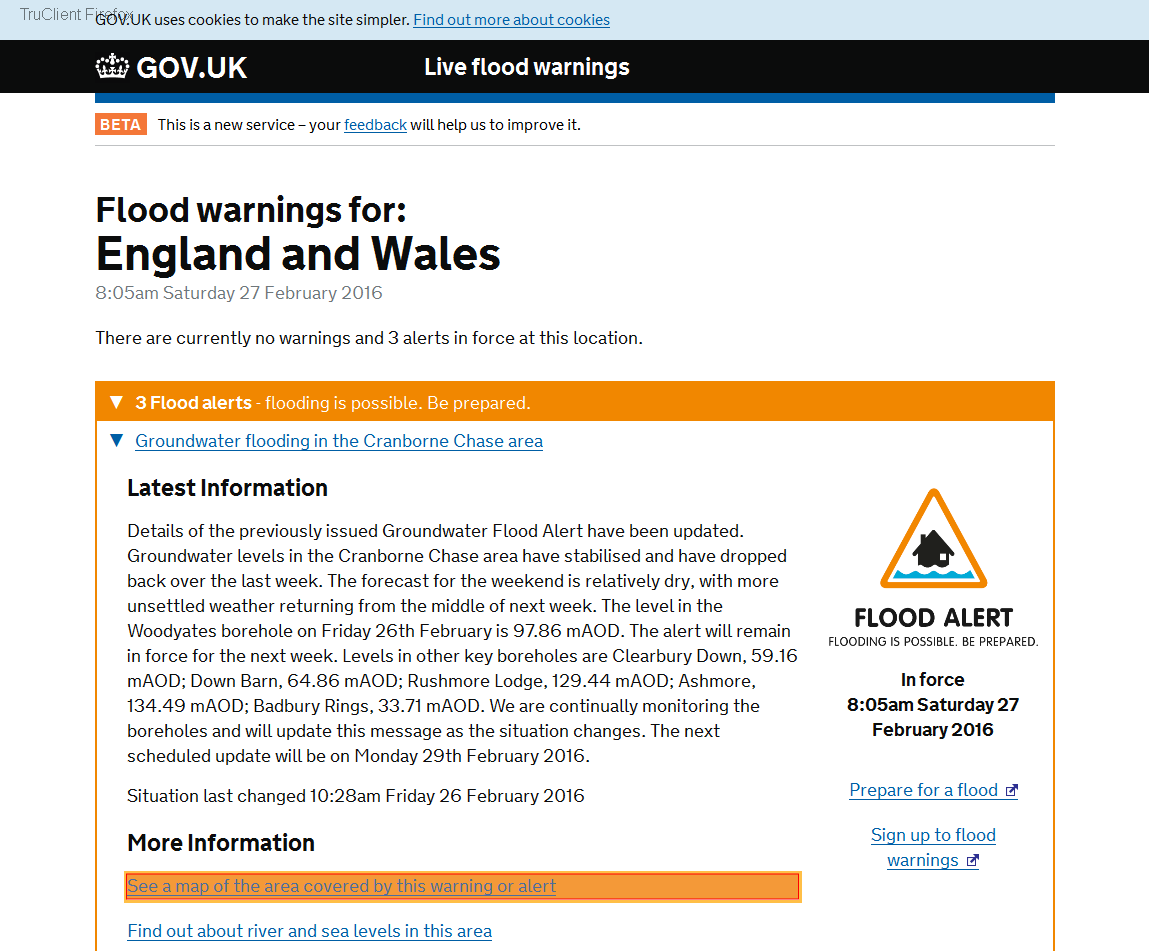 TruClient Firefox
GOV.UK uses cookies to make the site simpler. Find out more about cookies
GOV.UK
Live flood warnings
BETA This is a new service – your feedback will help us to improve it.
Flood warnings for:
England and Wales
8:05am Saturday 27 February 2016
There are currently no warnings and 3 alerts in force at this location.
▼ 3 Flood alerts - flooding is possible. Be prepared.
▼ Groundwater flooding in the Cranborne Chase area
Latest Information
Details of the previously issued Groundwater Flood Alert have been updated.
Groundwater levels in the Cranborne Chase area have stabilised and have dropped
back over the last week. The forecast for the weekend is relatively dry, with more
unsettled weather returning from the middle of next week. The level in the
Woodyates borehole on Friday 26th February is 97.86 mAOD. The alert will remain
in force for the next week. Levels in other key boreholes are Clearbury Down, 59.16
mAOD; Down Barn, 64.86 mAOD; Rushmore Lodge, 129.44 mAOD; Ashmore,
134.49 mAOD; Badbury Rings, 33.71 mAOD. We are continually monitoring the
boreholes and will update this message as the situation changes. The next
scheduled update will be on Monday 29th February 2016.
Situation last changed 10:28am Friday 26 February 2016
More Information
See a map of the area covered by this warning or alert
Find out about river and sea levels in this area
FLOOD ALERT
FLOODING IS POSSIBLE. BE PREPARED.
In force
8:05am Saturday 27
February 2016
Prepare for a flood
Sign up to flood
warnings